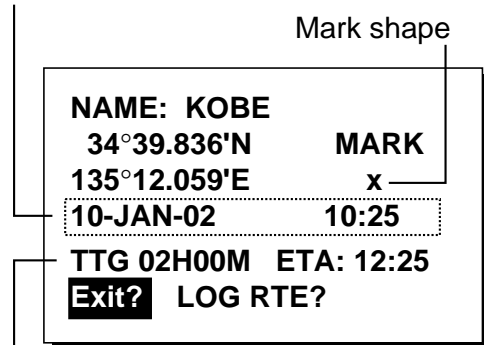 Mark shape
NAME: KOBE
34°39.836'N MARK
135°12.059'E x
10-JAN-02 10:25
TTG 02H00M ETA: 12:25
Exit? LOG RTE?